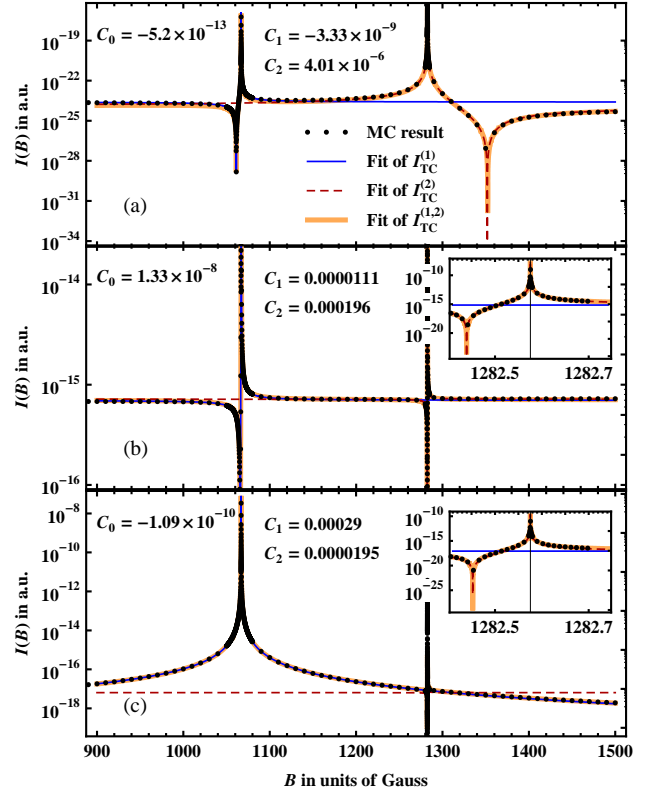 C₀ = −5.2×10⁻¹³ C₁ = −3.33×10⁻⁹
C₂ = 4.01×10⁻⁶
10⁻¹⁹
10⁻²²
10⁻²⁵
10⁻²⁸
10⁻³¹
10⁻³⁴
I(B) in a.u.
MC result
Fit of I_TC^(1)
Fit of I_TC^(2)
Fit of I_TC^(1,2)
(a)
C₀ = 1.33×10⁻⁸ C₁ = 0.0000111
C₂ = 0.000196
10⁻¹⁴
10⁻¹⁵
10⁻¹⁶
I(B) in a.u.
10⁻¹⁰
10⁻¹⁵
10⁻²⁰
1282.5 1282.7
(b)
C₀ = −1.09×10⁻¹⁰ C₁ = 0.00029
C₂ = 0.0000195
10⁻⁸
10⁻¹⁰
10⁻¹²
10⁻¹⁴
10⁻¹⁶
10⁻¹⁸
I(B) in a.u.
10⁻¹⁰
10⁻¹⁵
10⁻²⁰
10⁻²⁵
1282.5 1282.7
(c)
900 1000 1100 1200 1300 1400 1500
B in units of Gauss